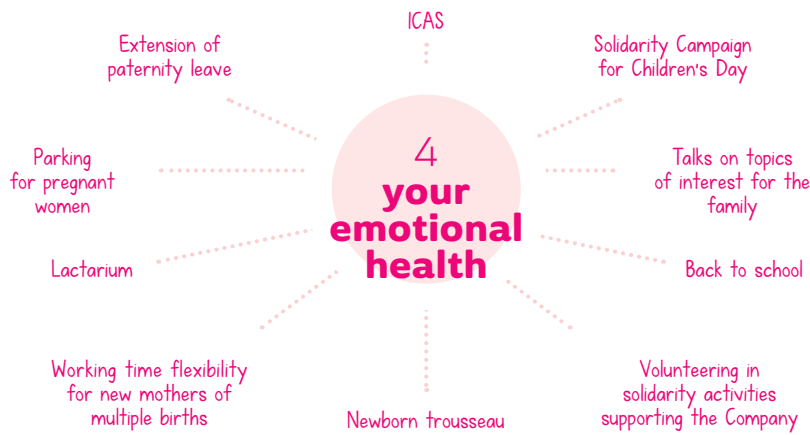 ICAS
Extension of
paternity leave
Solidarity Campaign
for Children's Day
4
your
emotional
health
Parking
for pregnant
women
Talks on topics
of interest for the
family
Lactarium
Back to school
Working time flexibility
for new mothers of
multiple births
Newborn trousseau
Volunteering in
solidarity activities
supporting the Company